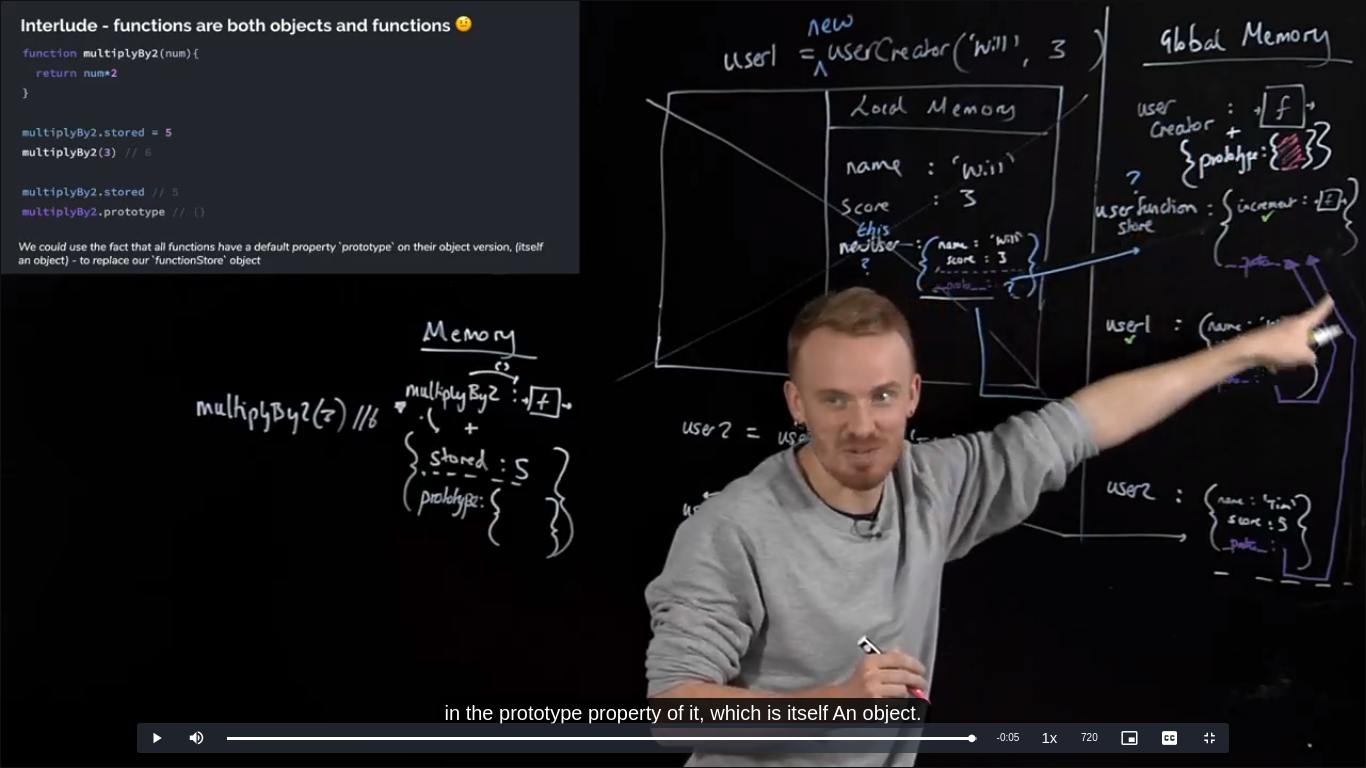 Interlude - functions are both objects and functions 🤨
function multiplyBy2(num){
return num*2
}
multiplyBy2.stored = 5
multiplyBy2(3) // 6
multiplyBy2.stored // 5
multiplyBy2.prototype // {}
We could use the fact that all functions have a default property `prototype` on their object version, (itself
an object) - to replace our `functionStore` object
new
user1 = userCreator('Will', 3 )
Local Memory
name : 'Will'
Score : 3
this
newUser : { name : 'Will'
score : 3
__proto__ : ?
?
Global Memory
user
Creator : f
+
{prototype:{ }}
?
userfunction : { increment : f
store
__proto__
user1 : {name :
user2 : {name : 'Tim'
score : 5
__proto__ :
user2 =
Memory
()
multiplyBy2 : f
multiplyBy2(3) //6
+
{ stored : 5
prototype: { } }
in the prototype property of it, which is itself An object.
-0:05
1x
720
CC